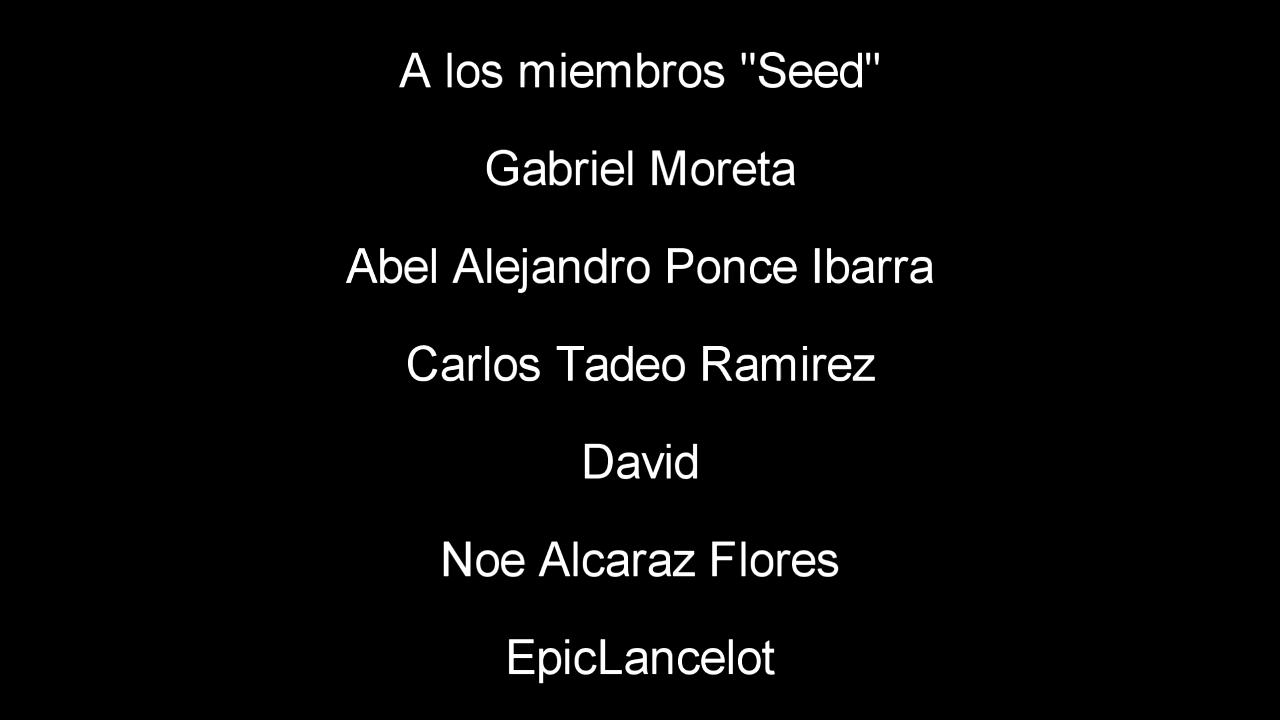 A los miembros "Seed"
Gabriel Moreta
Abel Alejandro Ponce Ibarra
Carlos Tadeo Ramirez
David
Noe Alcaraz Flores
EpicLancelot